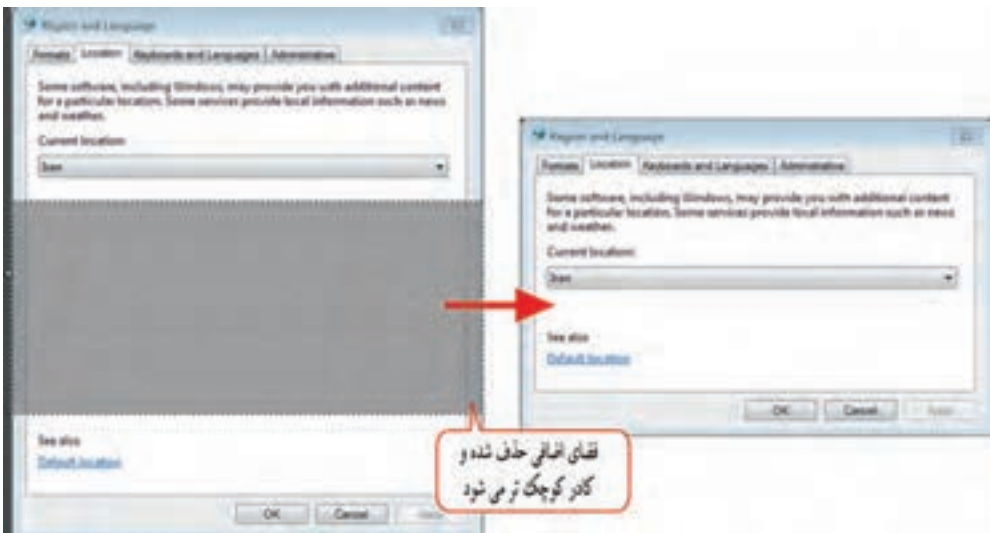 Region and Language
Formats Location Keyboards and Languages Administrative
Some software, including Windows, may provide you with additional content
for a particular location. Some services provide local information such as news
and weather.
Current location:
Iran
See also
Default location
OK Cancel Apply
Region and Language
Formats Location Keyboards and Languages Administrative
Some software, including Windows, may provide you with additional content
for a particular location. Some services provide local information such as news
and weather.
Current location:
Iran
See also
Default location
OK Cancel Apply
فضای اضافی حذف شده و
کادر کوچک تر می شود